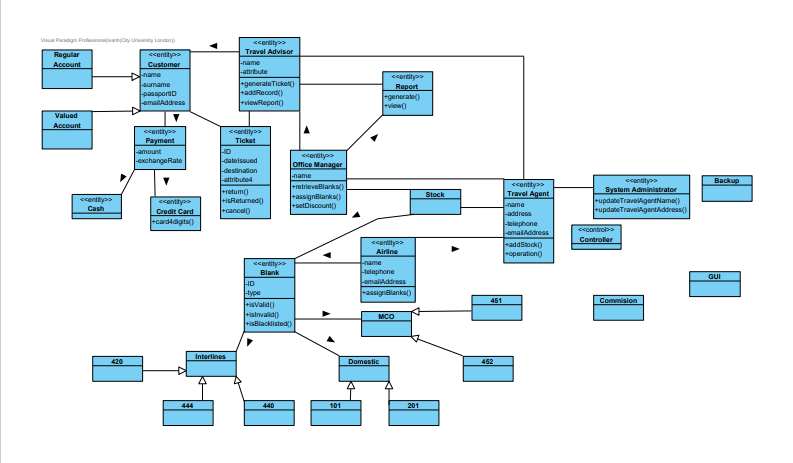 Visual Paradigm Professional(ivanh(City University London))
Regular
Account
Valued
Account
<<entity>>
Customer
-name
-surname
-passportID
-emailAddress
<<entity>>
Travel Advisor
-name
-attribute
+generateTicket()
+addRecord()
+viewReport()
<<entity>>
Report
+generate()
+view()
<<entity>>
Payment
-amount
-exchangeRate
<<entity>>
Ticket
-ID
-dateIssued
-destination
-attribute4
+return()
+isReturned()
+cancel()
<<entity>>
Office Manager
-name
+retrieveBlanks()
+assignBlanks()
+setDiscount()
<<entity>>
Cash
<<entity>>
Credit Card
+card4digits()
Stock
<<entity>>
Travel Agent
-name
-address
-telephone
-emailAddress
+addStock()
+operation()
<<entity>>
System Administrator
+updateTravelAgentName()
+updateTravelAgentAddress()
Backup
<<control>>
Controller
<<entity>>
Airline
-name
-telephone
-emailAddress
+assignBlanks()
<<entity>>
Blank
-ID
-type
+isValid()
+isInvalid()
+isBlacklisted()
GUI
Commision
451
MCO
452
420
Interlines
Domestic
444
440
101
201